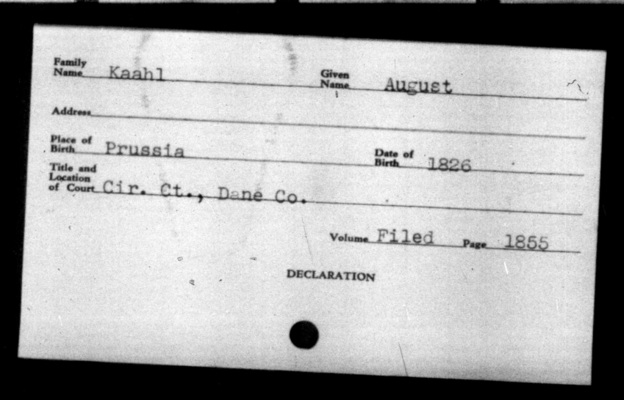 Family Name Kaahl Given Name August
Address
Place of Birth Prussia Date of Birth 1826
Title and Location of Court Cir. Ct., Dane Co.
Volume Filed Page 1855
DECLARATION